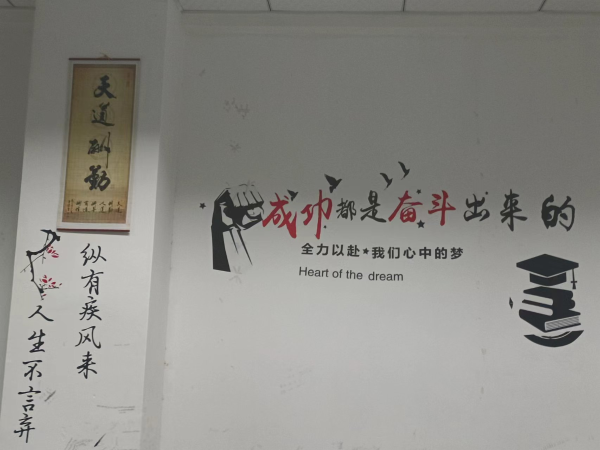 天道酬勤
纵有疾风来
人生不言弃
成功都是奋斗出来的
全力以赴★我们心中的梦
Heart of the dream